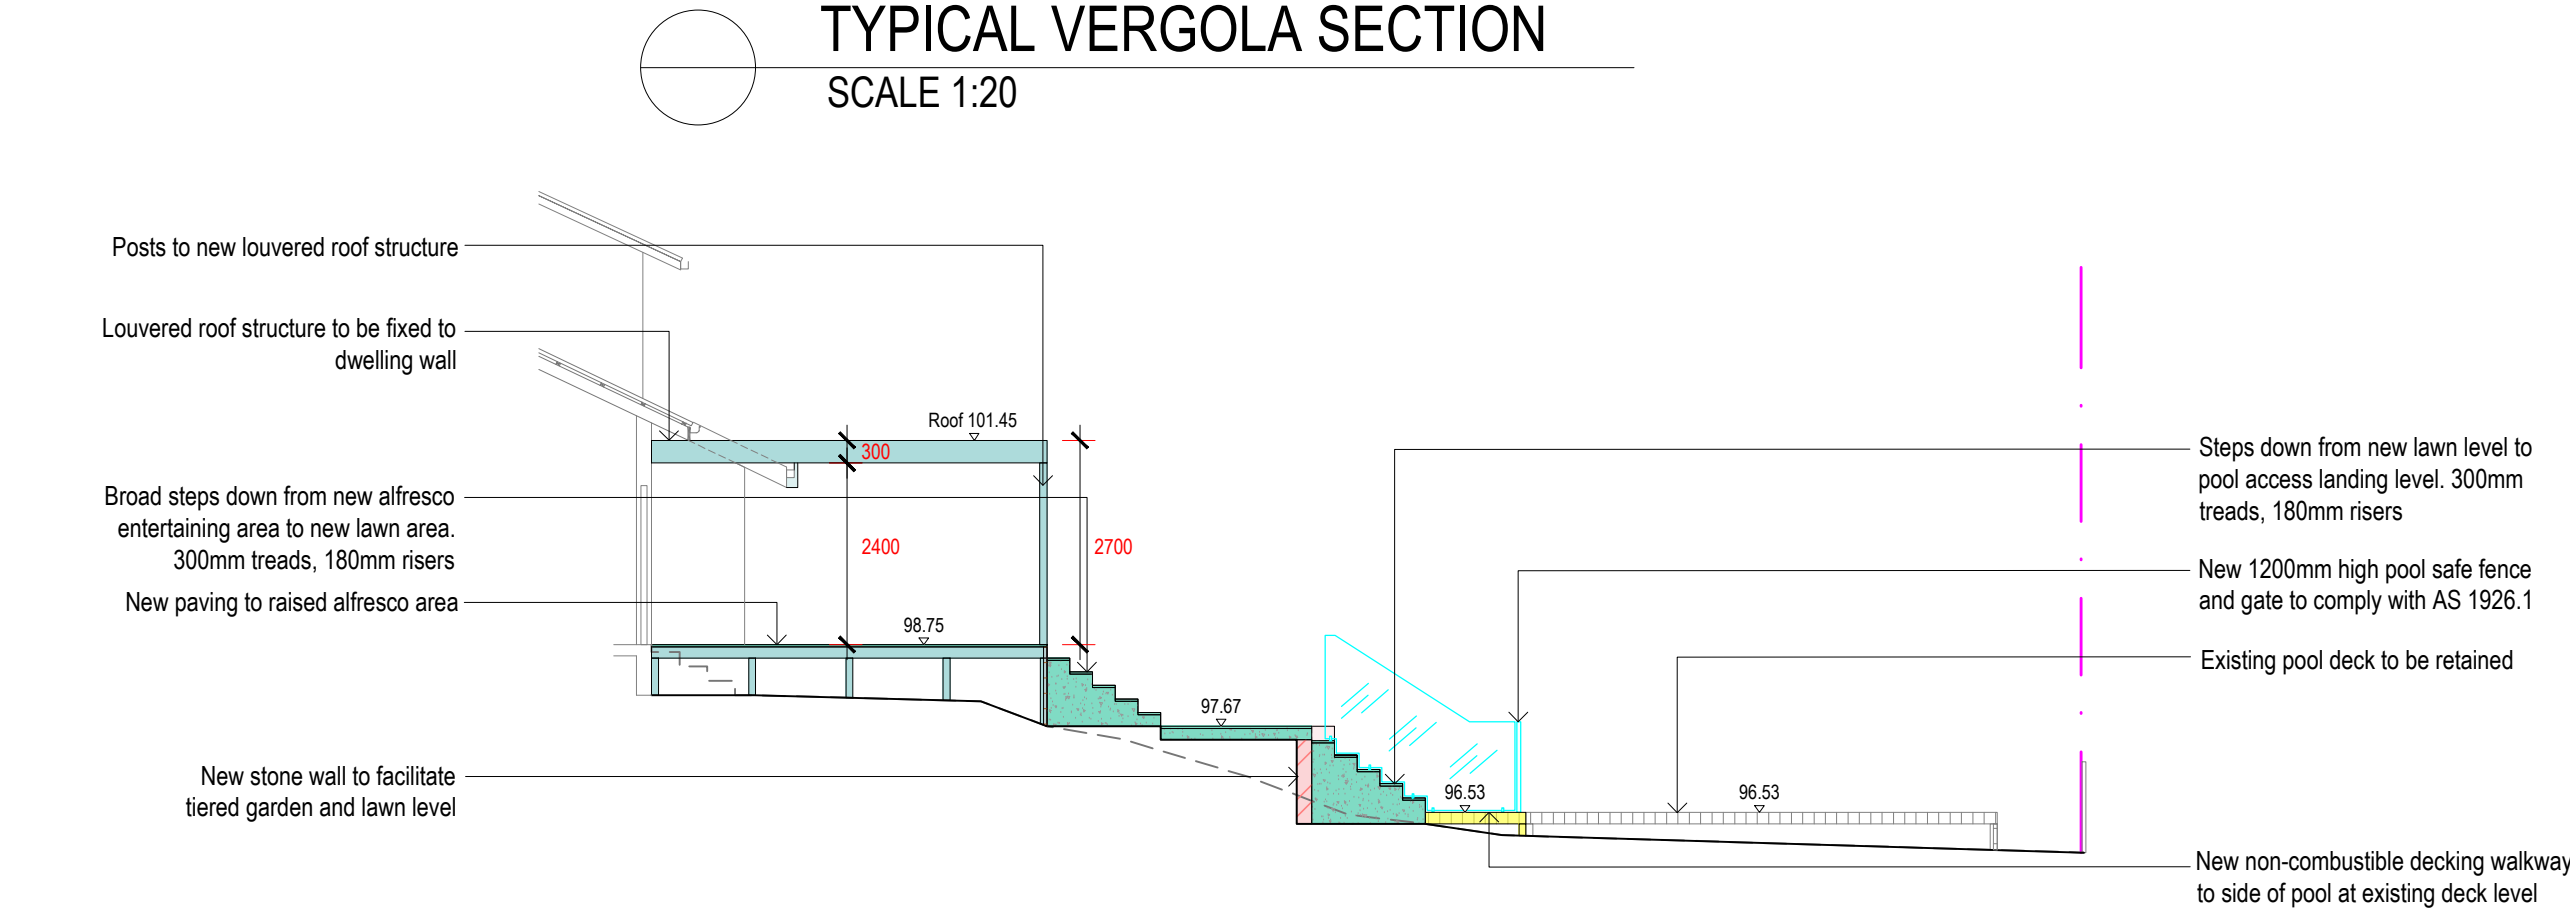 TYPICAL VERGOLA SECTION
SCALE 1:20
Posts to new louvered roof structure
Louvered roof structure to be fixed to
dwelling wall
Roof 101.45
300
Broad steps down from new alfresco
entertaining area to new lawn area.
300mm treads, 180mm risers
2400
2700
New paving to raised alfresco area
98.75
97.67
New stone wall to facilitate
tiered garden and lawn level
96.53
96.53
Steps down from new lawn level to
pool access landing level. 300mm
treads, 180mm risers
New 1200mm high pool safe fence
and gate to comply with AS 1926.1
Existing pool deck to be retained
New non-combustible decking walkway
to side of pool at existing deck level